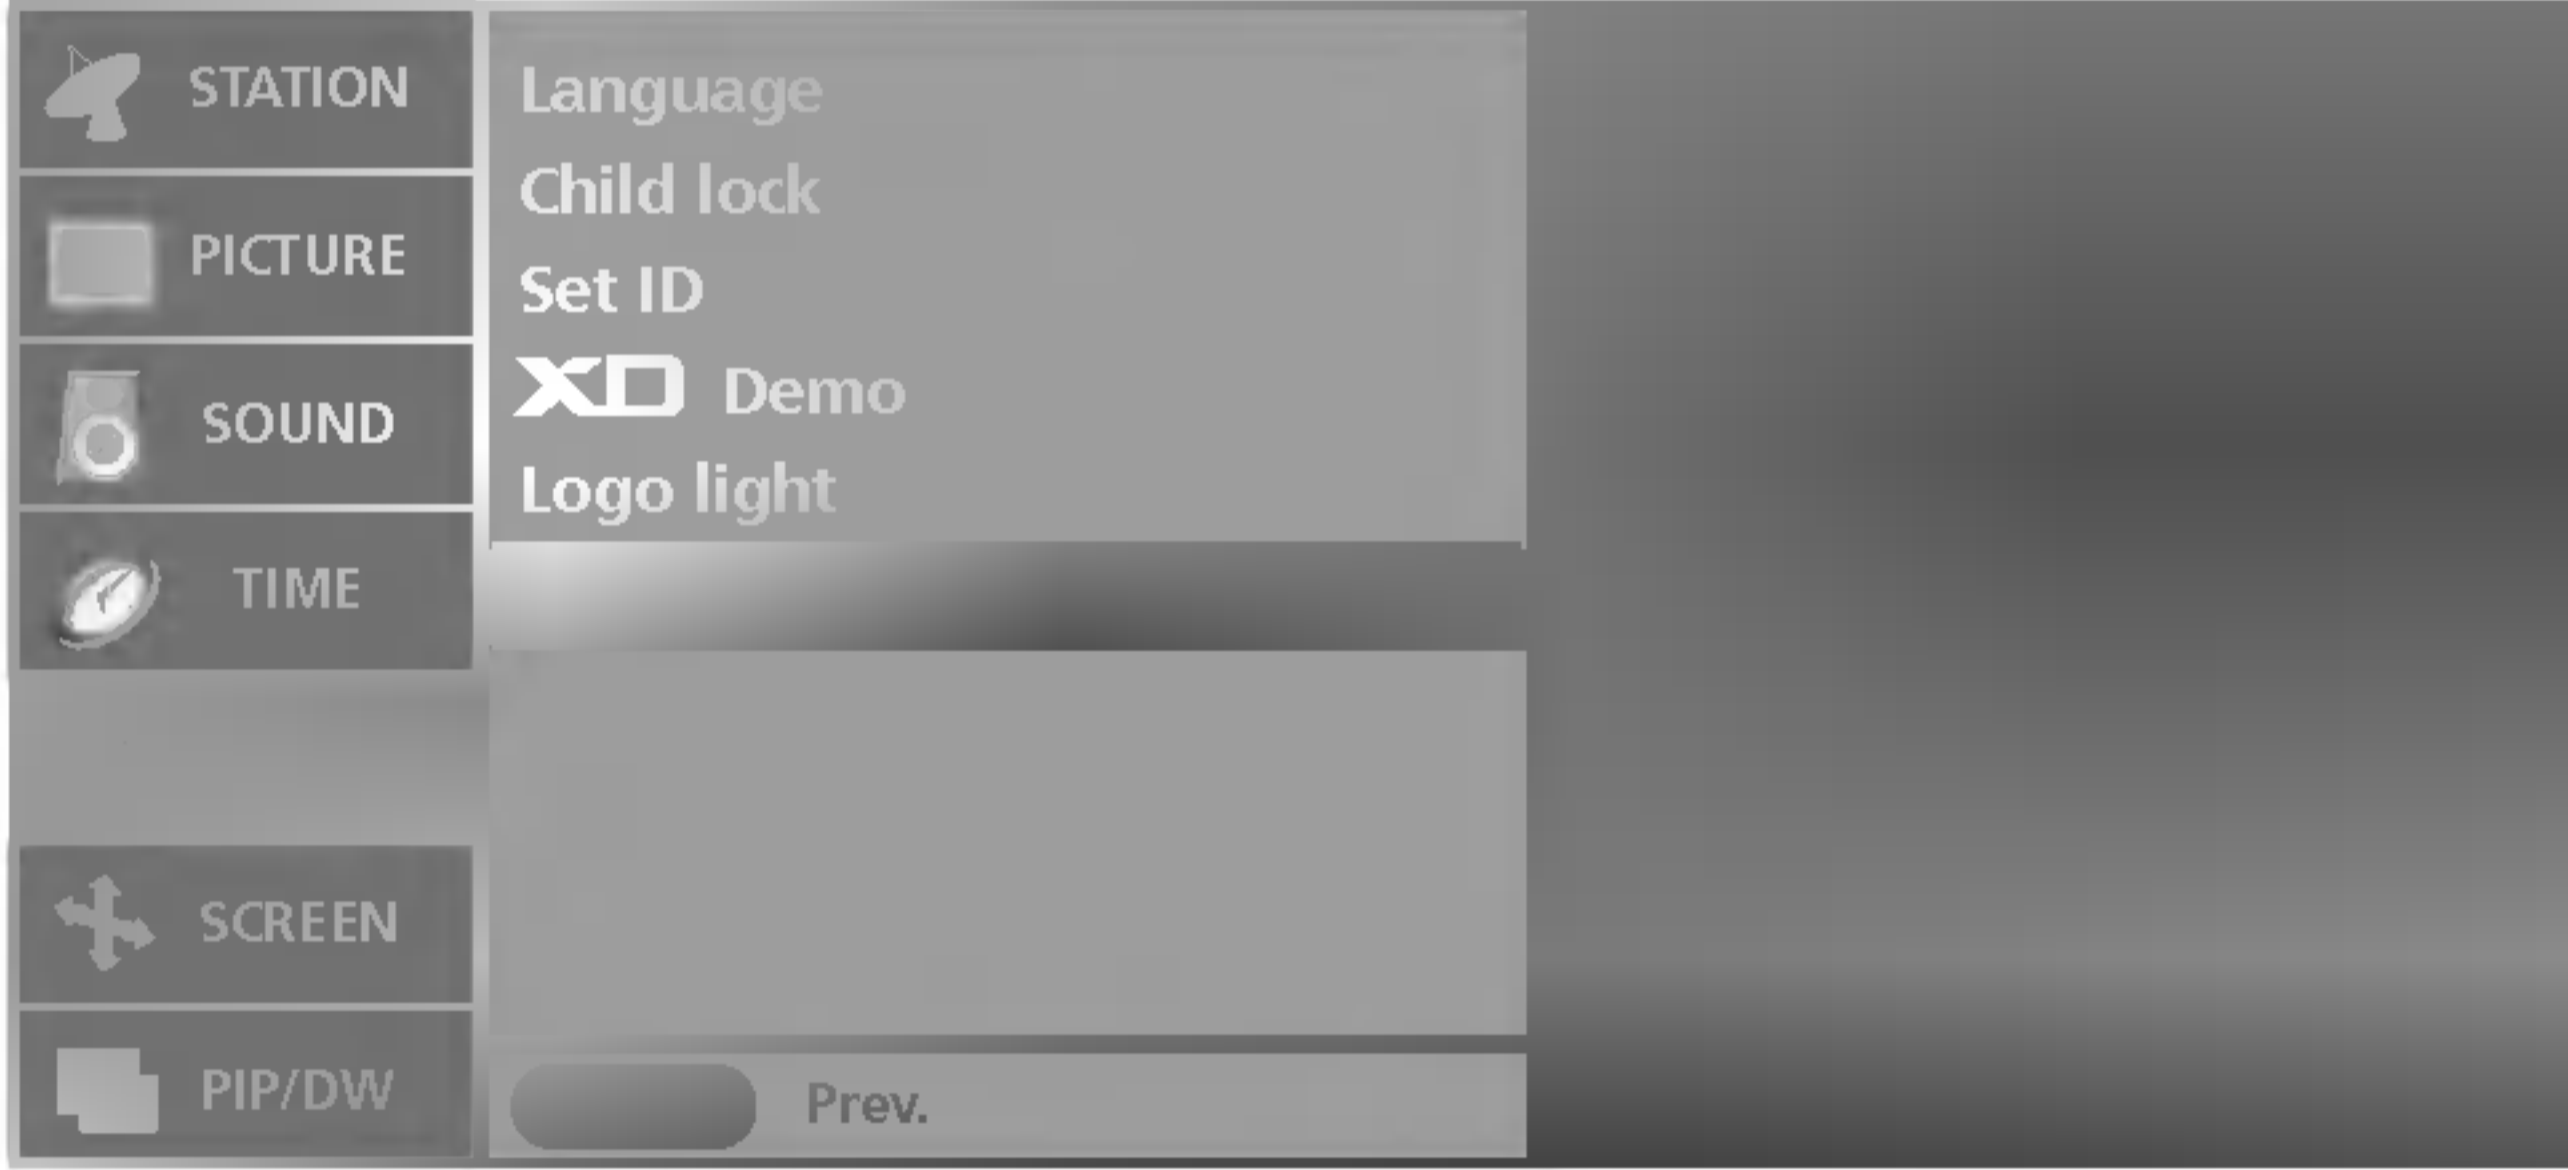 STATION
PICTURE
SOUND
TIME
SCREEN
PIP/DW
Language
Child lock
Set ID
XD Demo
Logo light
Prev.